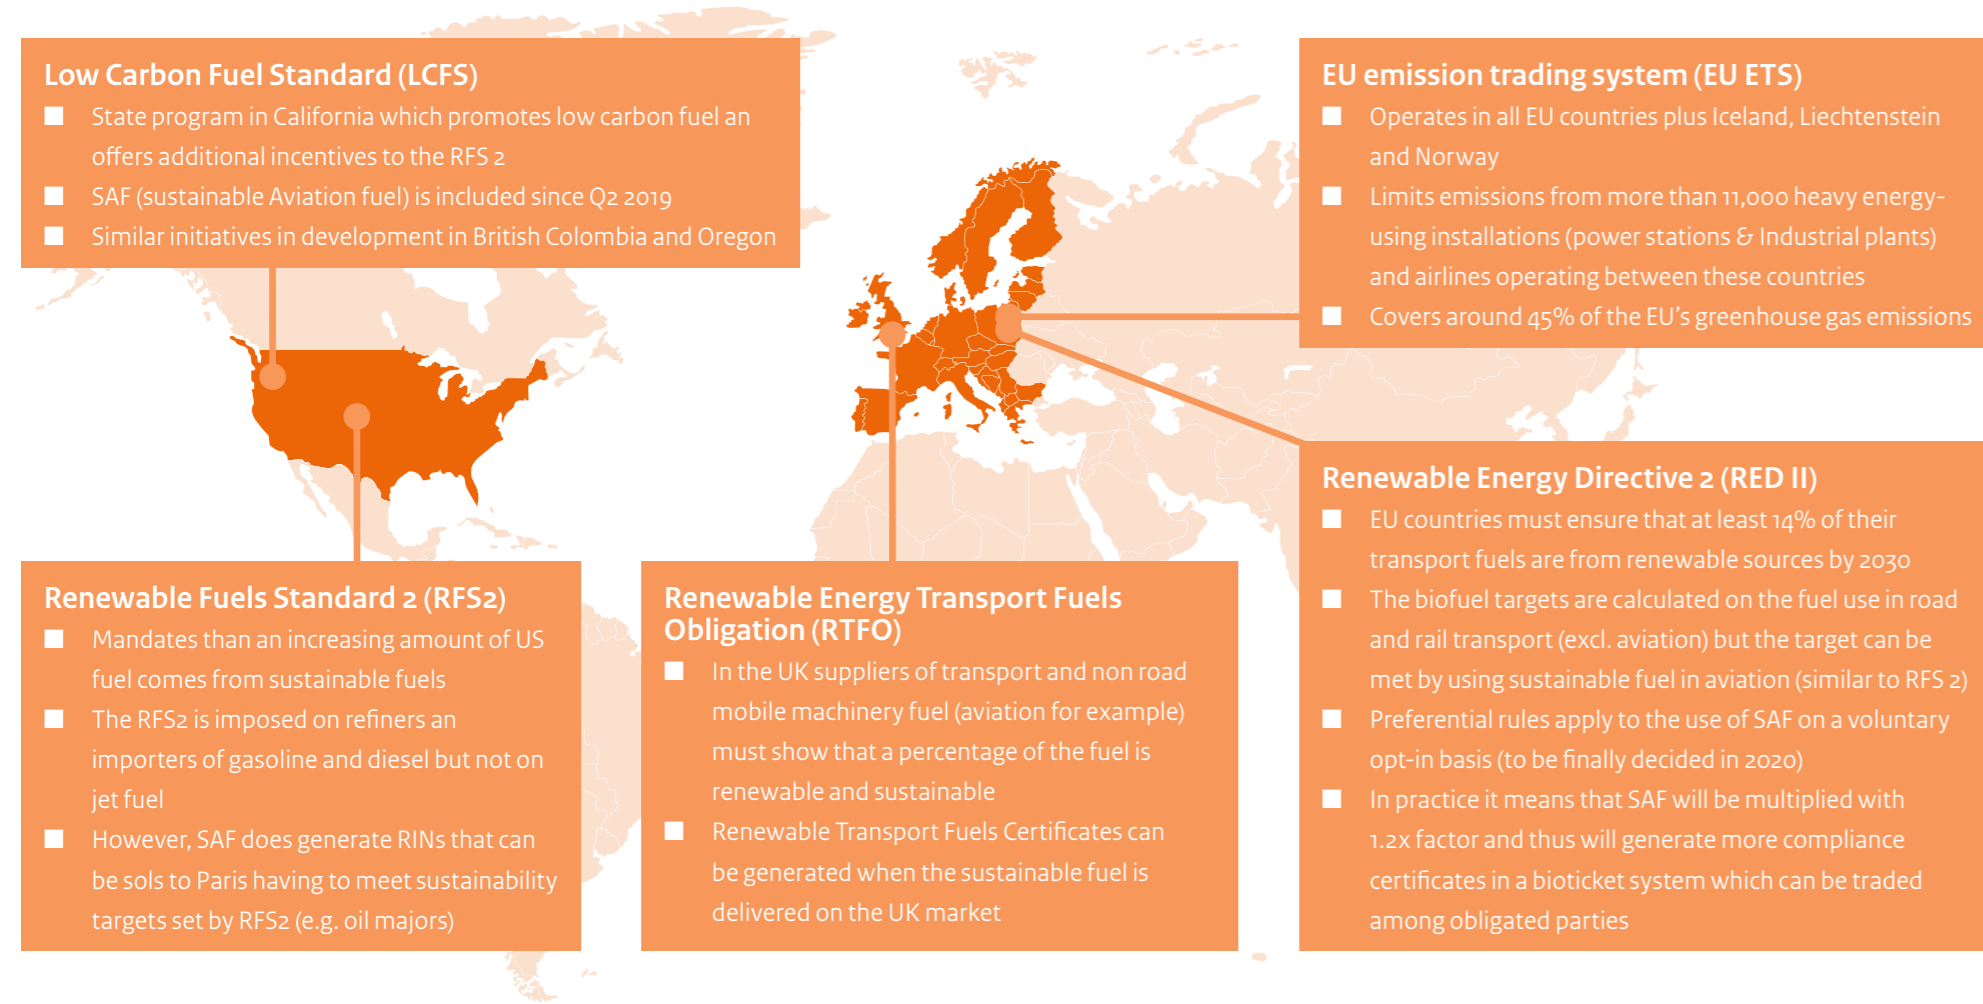 Low Carbon Fuel Standard (LCFS)
■ State program in California which promotes low carbon fuel an
offers additional incentives to the RFS 2
■ SAF (sustainable Aviation fuel) is included since Q2 2019
■ Similar initiatives in development in British Colombia and Oregon
EU emission trading system (EU ETS)
■ Operates in all EU countries plus Iceland, Liechtenstein
and Norway
■ Limits emissions from more than 11,000 heavy energy-
using installations (power stations & Industrial plants)
and airlines operating between these countries
■ Covers around 45% of the EU's greenhouse gas emissions
Renewable Fuels Standard 2 (RFS2)
■ Mandates than an increasing amount of US
fuel comes from sustainable fuels
■ The RFS2 is imposed on refiners an
importers of gasoline and diesel but not on
jet fuel
■ However, SAF does generate RINs that can
be sols to Paris having to meet sustainability
targets set by RFS2 (e.g. oil majors)
Renewable Energy Transport Fuels
Obligation (RTFO)
■ In the UK suppliers of transport and non road
mobile machinery fuel (aviation for example)
must show that a percentage of the fuel is
renewable and sustainable
■ Renewable Transport Fuels Certificates can
be generated when the sustainable fuel is
delivered on the UK market
Renewable Energy Directive 2 (RED II)
■ EU countries must ensure that at least 14% of their
transport fuels are from renewable sources by 2030
■ The biofuel targets are calculated on the fuel use in road
and rail transport (excl. aviation) but the target can be
met by using sustainable fuel in aviation (similar to RFS 2)
■ Preferential rules apply to the use of SAF on a voluntary
opt-in basis (to be finally decided in 2020)
■ In practice it means that SAF will be multiplied with
1.2x factor and thus will generate more compliance
certificates in a bioticket system which can be traded
among obligated parties